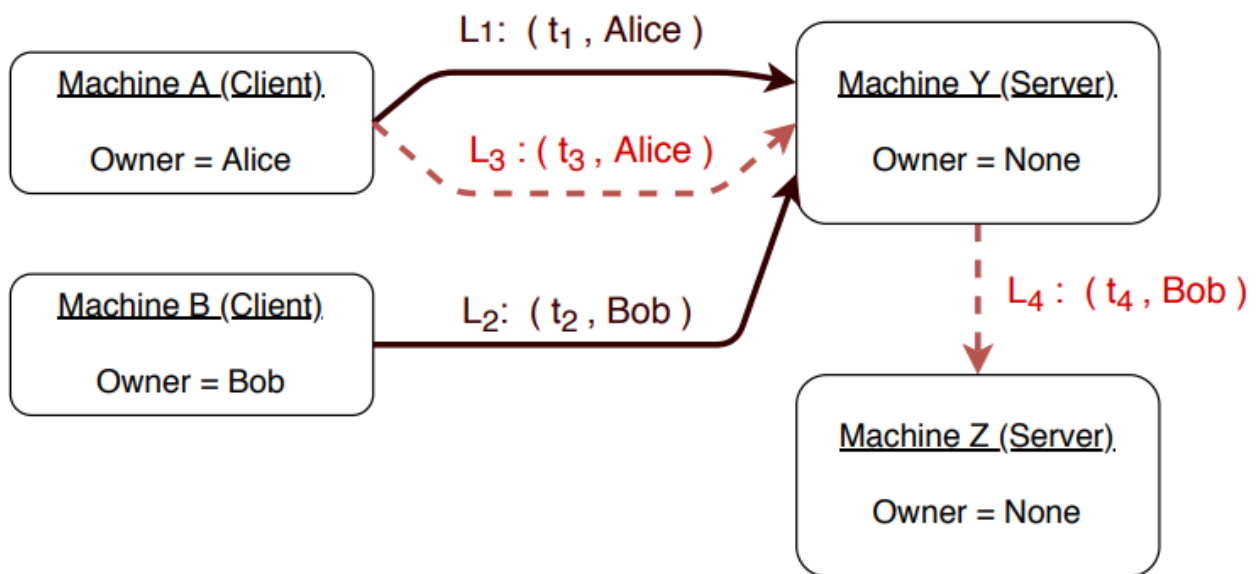 L1: ( t1 , Alice )
Machine A (Client)
Owner = Alice
Machine Y (Server)
Owner = None
L3 : ( t3 , Alice )
Machine B (Client)
Owner = Bob
L2: ( t2 , Bob )
L4 : ( t4 , Bob )
Machine Z (Server)
Owner = None